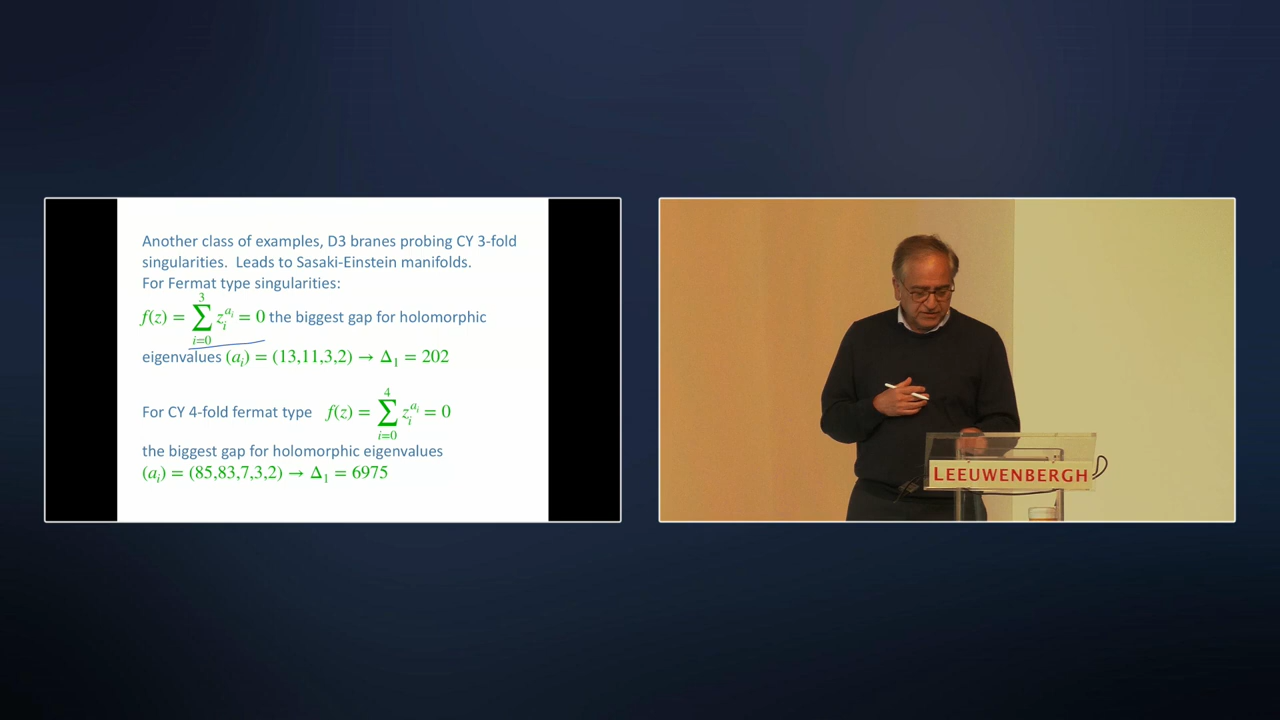 Another class of examples, D3 branes probing CY 3-fold
singularities. Leads to Sasaki-Einstein manifolds.
For Fermat type singularities:
f(z) = ∑_{i=0}^{3} z_i^{a_i} = 0 the biggest gap for holomorphic
eigenvalues (a_i) = (13,11,3,2) → Δ_1 = 202
For CY 4-fold fermat type f(z) = ∑_{i=0}^{4} z_i^{a_i} = 0
the biggest gap for holomorphic eigenvalues
(a_i) = (85,83,7,3,2) → Δ_1 = 6975
LEEUWENBERGH